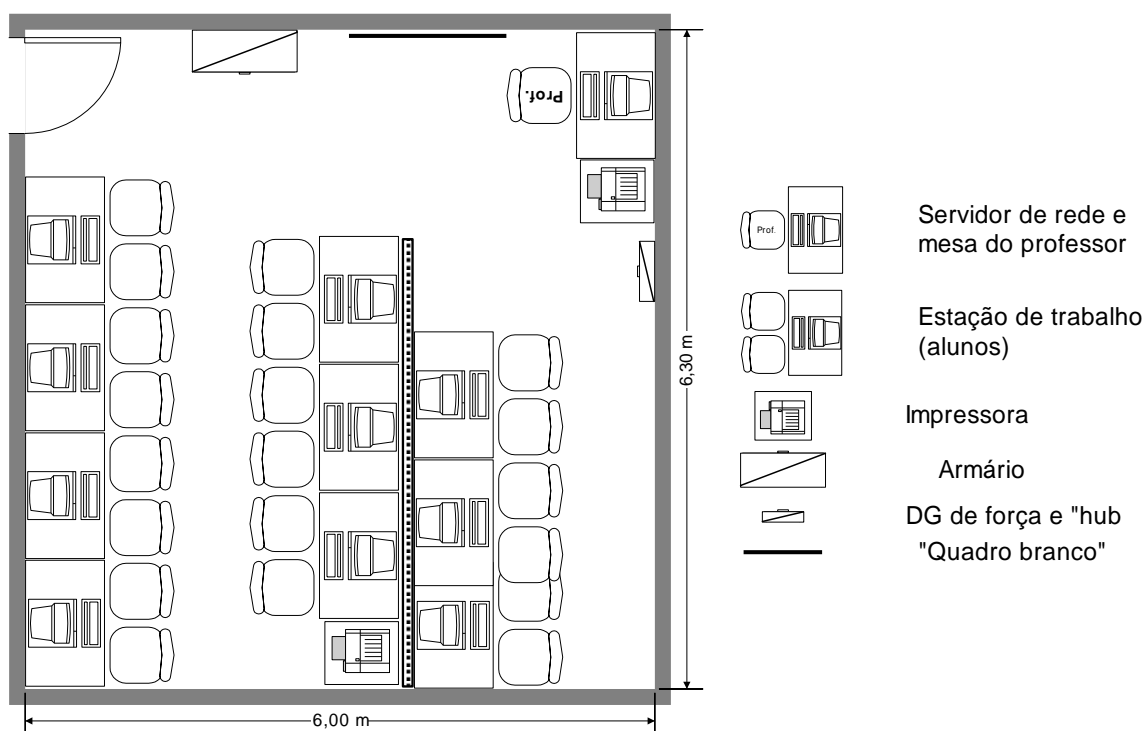 Prof.
Servidor de rede e
mesa do professor
Prof.
Estação de trabalho
(alunos)
Impressora
Armário
DG de força e "hub
"Quadro branco"
6,30 m
6,00 m